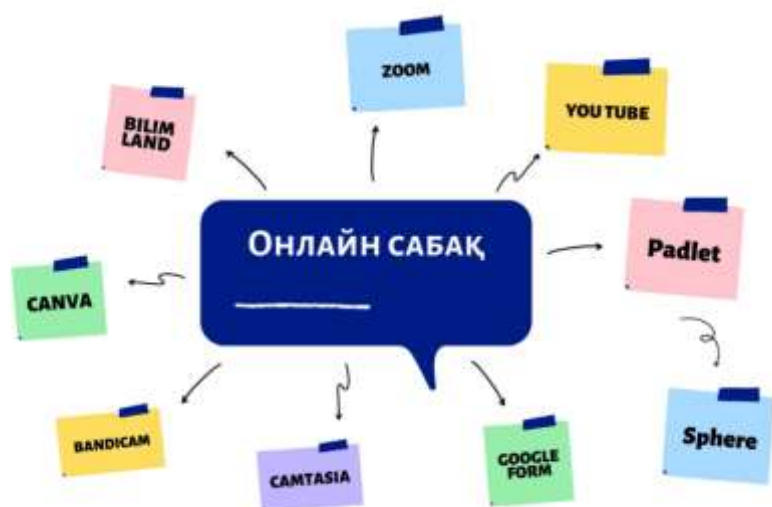 ZOOM
YOU TUBE
BILIM
LAND
Онлайн сабақ
Padlet
CANVA
BANDICAM
CAMTASIA
GOOGLE
FORM
Sphere